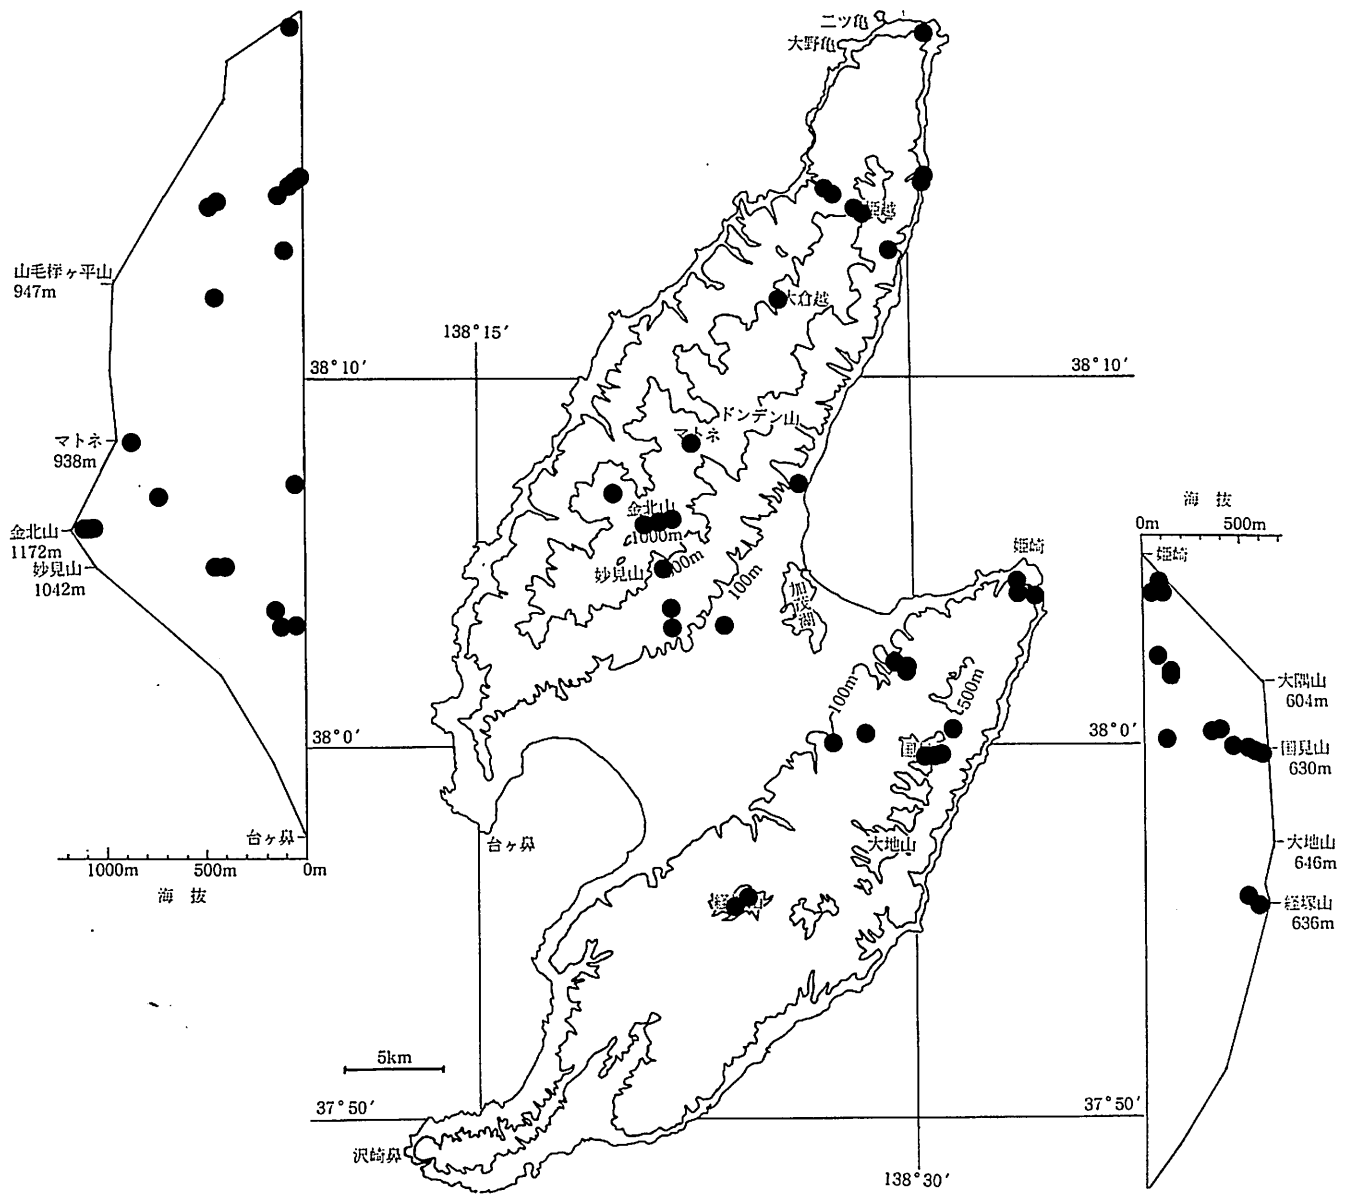 二ツ亀
大野亀
越
大倉越
山毛欅ヶ平山
947m
138°15′
38°10′
38°10′
ドンデン山
マトネ
マトネ
938m
金北山
1172m
妙見山
1042m
金北山
1000m
妙見山
100m
加茂湖
姫崎
海 抜
0m
500m
姫崎
大隅山
604m
国見山
630m
大地山
646m
経塚山
636m
100m
500m
国
38°0′
38°0′
台ヶ鼻
1000m
500m
0m
海 抜
台ヶ鼻
大地山
5km
37°50′
37°50′
沢崎鼻
138°30′